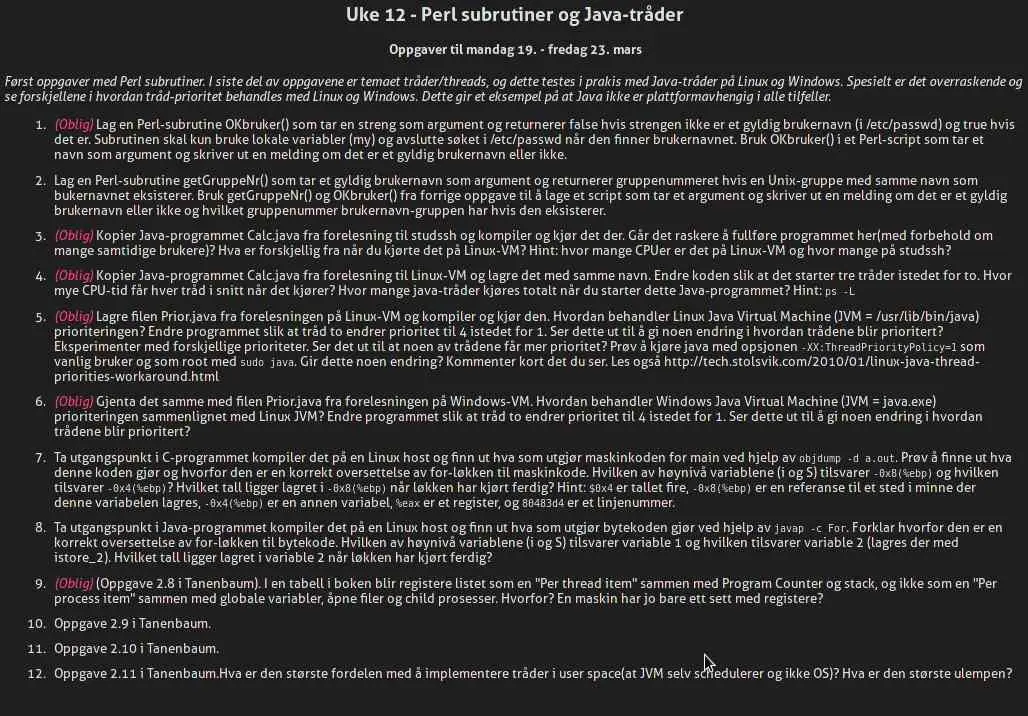 Uke 12 - Perl subrutiner og Java-tråder
Oppgaver til mandag 19. - fredag 23. mars
Først oppgaver med Perl subrutiner. I siste del av oppgavene er temaet tråder/threads, og dette testes i prakis med Java-tråder på Linux og Windows. Spesielt er det overraskende og
se forskjellene i hvordan tråd-prioritet behandles med Linux og Windows. Dette gir et eksempel på at Java ikke er plattformavhengig i alle tilfeller.
1. (Oblig) Lag en Perl-subrutine OKbruker() som tar en streng som argument og returnerer false hvis strengen ikke er et gyldig brukernavn (i /etc/passwd) og true hvis
det er. Subrutinen skal kun bruke lokale variabler (my) og avslutte søket i /etc/passwd når den finner brukernavnet. Bruk OKbruker() i et Perl-script som tar et
navn som argument og skriver ut en melding om det er et gyldig brukernavn eller ikke.
2. Lag en Perl-subrutine getGruppeNr() som tar et gyldig brukernavn som argument og returnerer gruppenummeret hvis en Unix-gruppe med samme navn som
bukernavnet eksisterer. Bruk getGruppeNr() og OKbruker() fra forrige oppgave til å lage et script som tar et argument og skriver ut en melding om det er et gyldig
brukernavn eller ikke og hvilket gruppenummer brukernavn-gruppen har hvis den eksisterer.
3. (Oblig) Kopier Java-programmet Calc.java fra forelesning til studssh og kompiler og kjør det der. Går det raskere å fullføre programmet her(med forbehold om
mange samtidige brukere)? Hva er forskjellig fra når du kjørte det på Linux-VM? Hint: hvor mange CPUer er det på Linux-VM og hvor mange på studssh?
4. (Oblig) Kopier Java-programmet Calc.java fra forelesning til Linux-VM og lagre det med samme navn. Endre koden slik at det starter tre tråder istedet for to. Hvor
mye CPU-tid får hver tråd i snitt når det kjører? Hvor mange java-tråder kjøres totalt når du starter dette Java-programmet? Hint: ps -L
5. (Oblig) Lagre filen Prior.java fra forelesningen på Linux-VM og kompiler og kjør den. Hvordan behandler Linux Java Virtual Machine (JVM = /usr/lib/bin/java)
prioriteringen? Endre programmet slik at tråd to endrer prioritet til 4 istedet for 1. Ser dette ut til å gi noen endring i hvordan trådene blir prioritert?
Eksperimenter med forskjellige prioriteter. Ser det ut til at noen av trådene får mer prioritet? Prøv å kjøre java med opsjonen -XX:ThreadPriorityPolicy=1 som
vanlig bruker og som root med sudo java. Gir dette noen endring? Kommenter kort det du ser. Les også http://tech.stolsvik.com/2010/01/linux-java-thread-
priorities-workaround.html
6. (Oblig) Gjenta det samme med filen Prior.java fra forelesningen på Windows-VM. Hvordan behandler Windows Java Virtual Machine (JVM = java.exe)
prioriteringen sammenlignet med Linux JVM? Endre programmet slik at tråd to endrer prioritet til 4 istedet for 1. Ser dette ut til å gi noen endring i hvordan
trådene blir prioritert?
7. Ta utgangspunkt i C-programmet kompiler det på en Linux host og finn ut hva som utgjør maskinkoden for main ved hjelp av objdump -d a.out. Prøv å finne ut hva
denne koden gjør og hvorfor den er en korrekt oversettelse av for-løkken til maskinkode. Hvilken av høynivå variablene (i og S) tilsvarer -0x8(%ebp) og hvilken
tilsvarer -0x4(%ebp)? Hvilket tall ligger lagret i -0x8(%ebp) når løkken har kjørt ferdig? Hint: $0x4 er tallet fire, -0x8(%ebp) er en referanse til et sted i minne der
denne variabelen lagres, -0x4(%ebp) er en annen variabel, %eax er et register, og 80483d4 er et linjenummer.
8. Ta utgangspunkt i Java-programmet kompiler det på en Linux host og finn ut hva som utgjør bytekoden gjør ved hjelp av javap -c For. Forklar hvorfor den er en
korrekt oversettelse av for-løkken til bytekode. Hvilken av høynivå variablene (i og S) tilsvarer variable 1 og hvilken tilsvarer variable 2 (lagres der med
istore_2). Hvilket tall ligger lagret i variable 2 når løkken har kjørt ferdig?
9. (Oblig) (Oppgave 2.8 i Tanenbaum). I en tabell i boken blir registere listet som en "Per thread item" sammen med Program Counter og stack, og ikke som en "Per
process item" sammen med globale variabler, åpne filer og child prosesser. Hvorfor? En maskin har jo bare ett sett med registere?
10. Oppgave 2.9 i Tanenbaum.
11. Oppgave 2.10 i Tanenbaum.
12. Oppgave 2.11 i Tanenbaum.Hva er den største fordelen med å implementere tråder i user space(at JVM selv schedulerer og ikke OS)? Hva er den største ulempen?